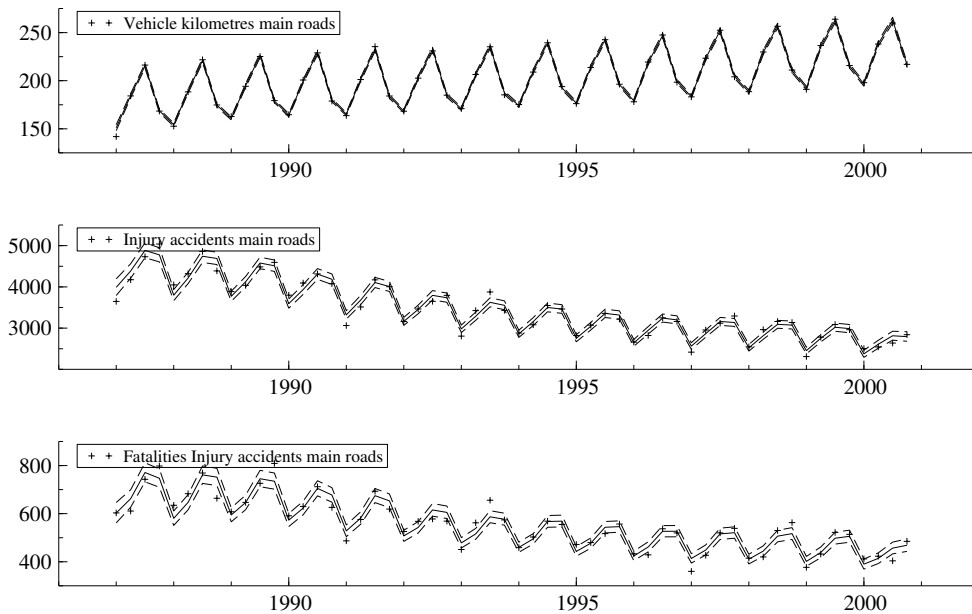 Vehicle kilometres main roads
250
200
150
1990 1995 2000
Injury accidents main roads
5000
4000
3000
1990 1995 2000
Fatalities Injury accidents main roads
800
600
400
1990 1995 2000